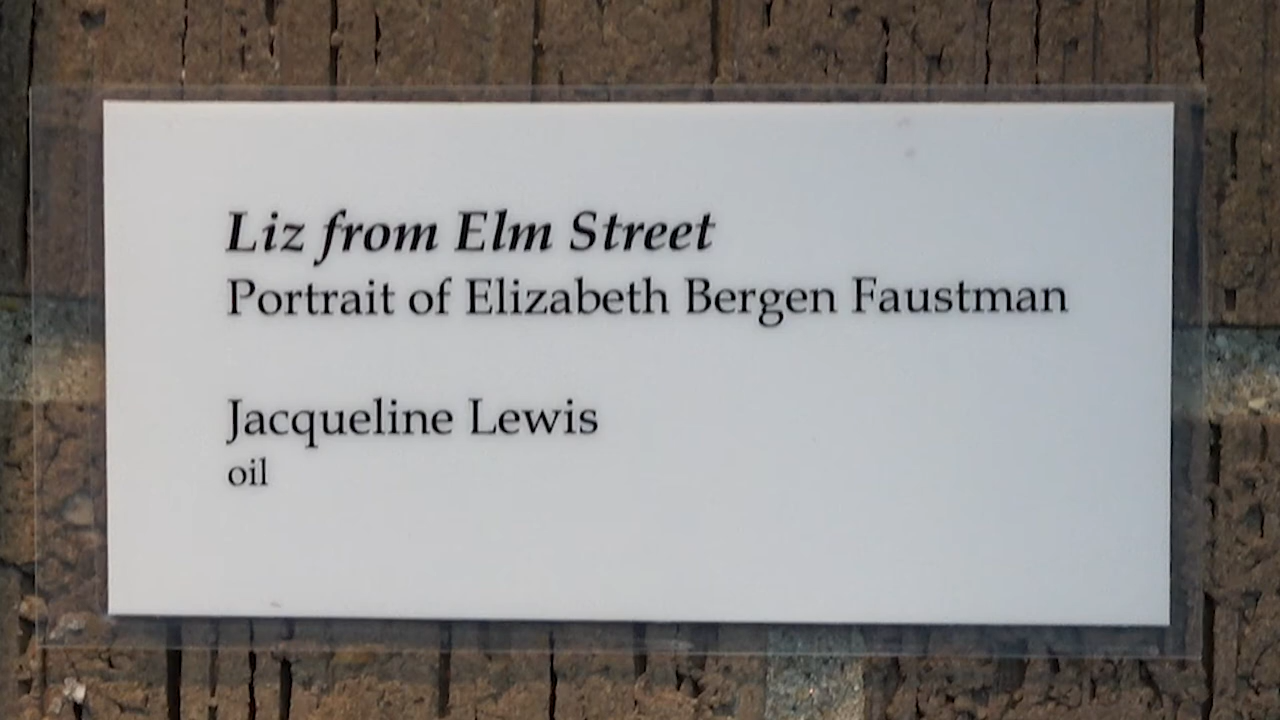 Liz from Elm Street
Portrait of Elizabeth Bergen Faustman
Jacqueline Lewis
oil